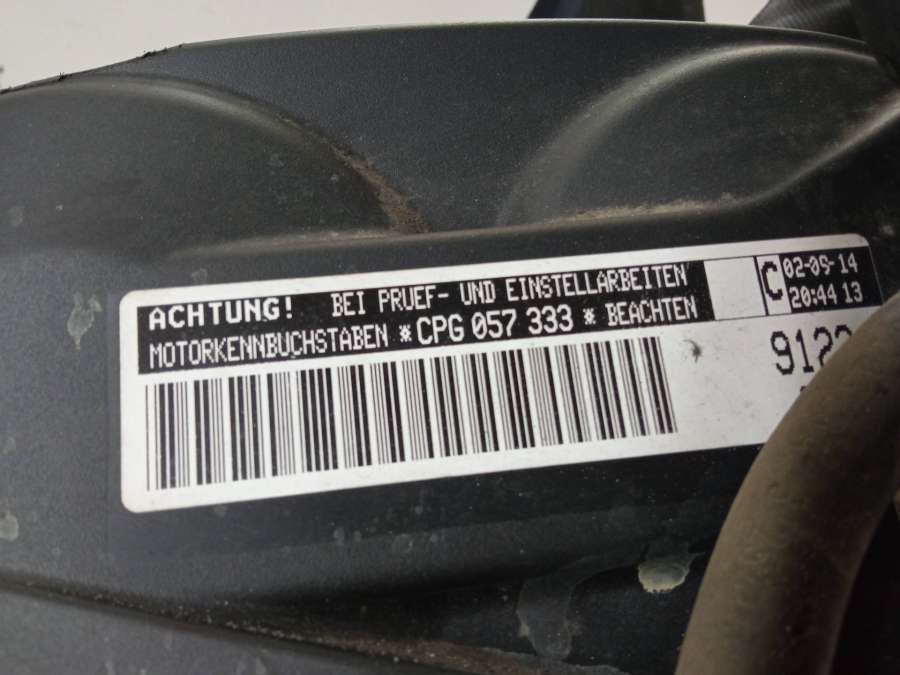 ACHTUNG! BEI PRUEF- UND EINSTELLARBEITEN
MOTORKENNBUCHSTABEN *CPG 057 333 * BEACHTEN
C
02-09-14
20:44 13